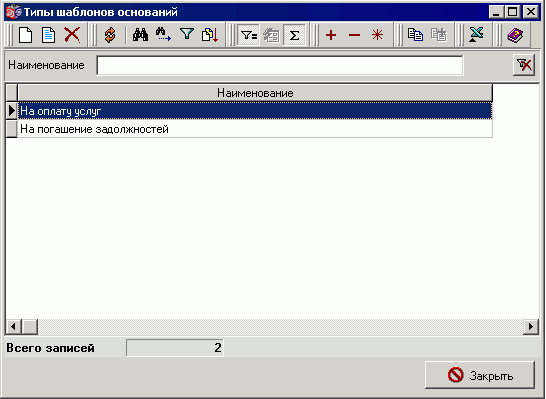 Типы шаблонов оснований
Наименование
Наименование
На оплату услуг
На погашение задолжностей
Всего записей 2
Закрыть